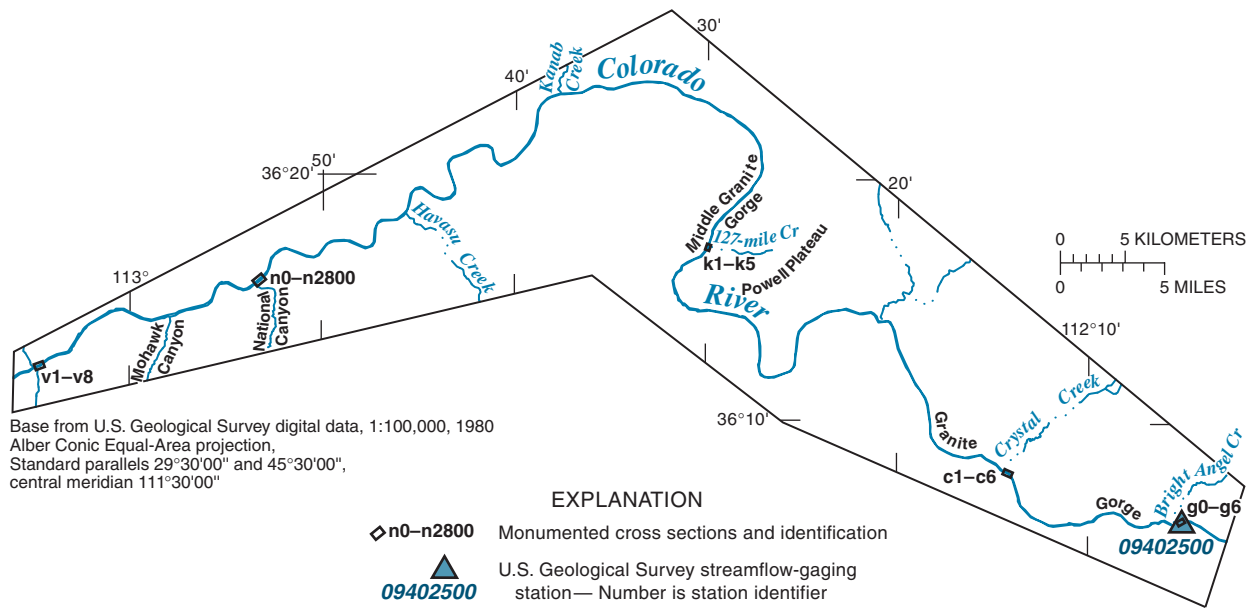 30'
40'
Kanab
Creek
Colorado
50'
36°20'
Middle Granite
Gorge
20'
Havasu Creek
127-mile Cr
0 5 KILOMETERS
0 5 MILES
k1–k5
Powell Plateau
River
113°
n0–n2800
National
Canyon
Mohawk
Canyon
v1–v8
112°10'
36°10'
Granite
Crystal Creek
c1–c6
Gorge
Bright Angel Cr
g0–g6
09402500
Base from U.S. Geological Survey digital data, 1:100,000, 1980
Alber Conic Equal-Area projection,
Standard parallels 29°30'00" and 45°30'00",
central meridian 111°30'00"
EXPLANATION
n0–n2800 Monumented cross sections and identification
09402500 U.S. Geological Survey streamflow-gaging
station— Number is station identifier